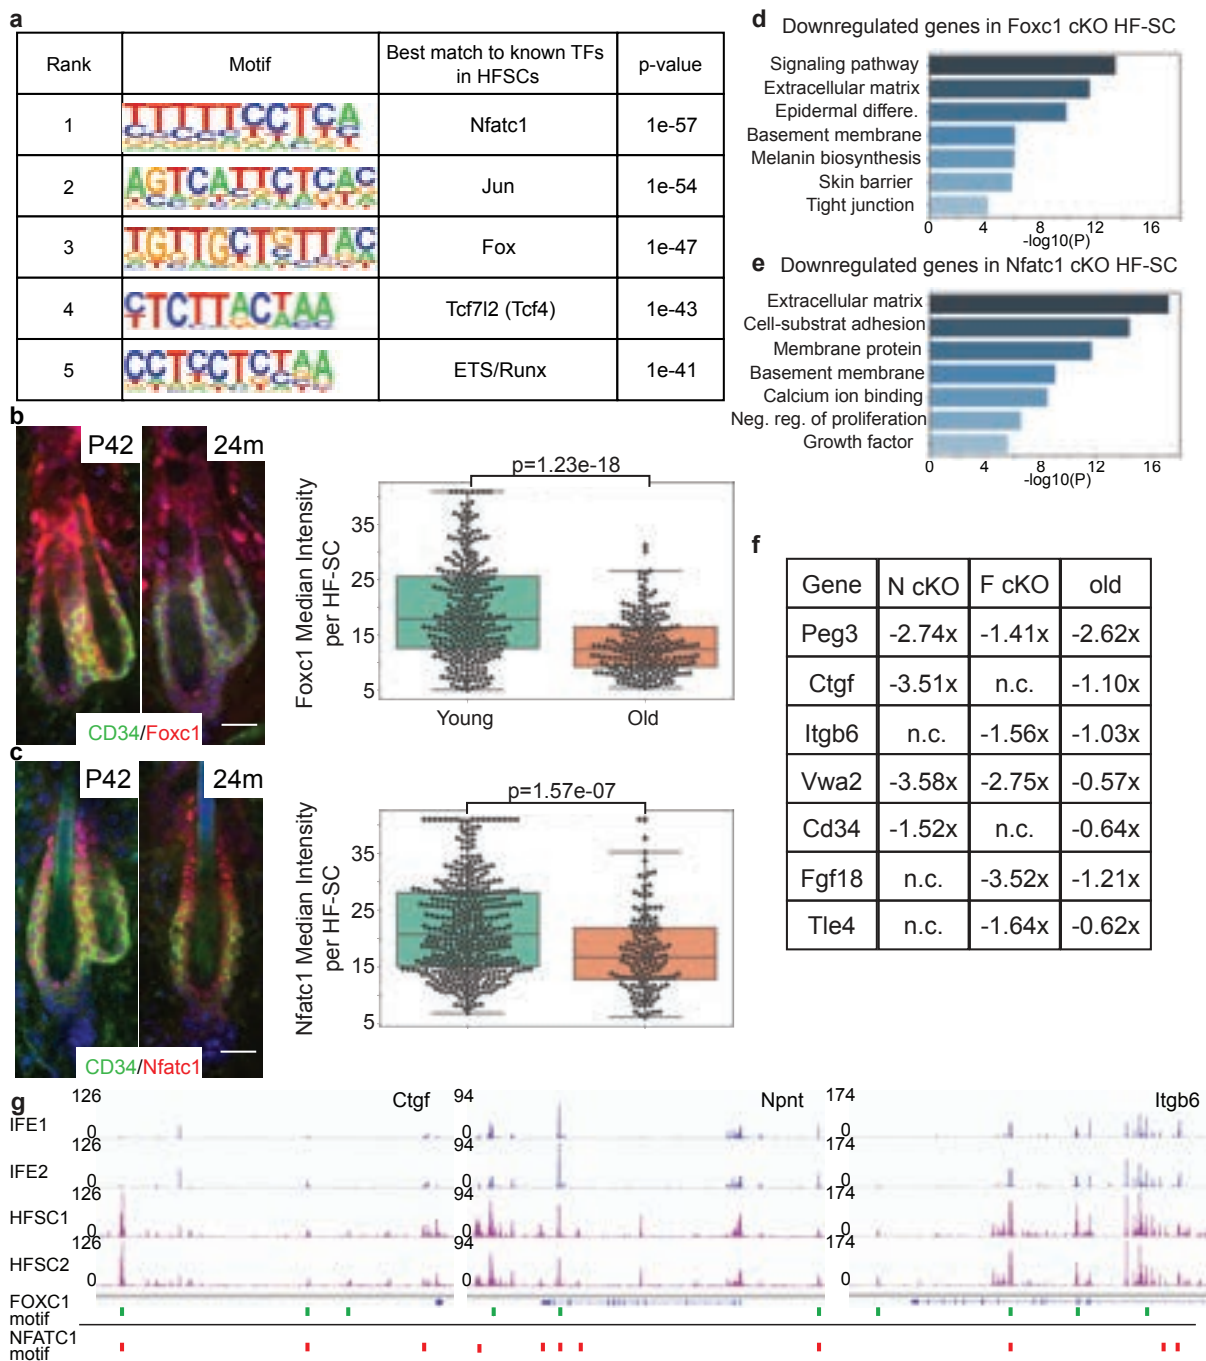 a
Rank Motif Best match to known TFs in HFSCs p-value
1 TTTTTCCTCA Nfatc1 1e-57
2 AGTCATTCTCAC Jun 1e-54
3 TGTTGCTGTTAC Fox 1e-47
4 CTCTTACTAA Tcf7l2 (Tcf4) 1e-43
5 CCTCCTCTAA ETS/Runx 1e-41
b
P42 24m
CD34/Foxc1
p=1.23e-18
Foxc1 Median Intensity
per HF-SC
35
25
15
5
Young Old
c
P42 24m
CD34/Nfatc1
p=1.57e-07
Nfatc1 Median Intensity
per HF-SC
35
25
15
5
d Downregulated genes in Foxc1 cKO HF-SC
Signaling pathway
Extracellular matrix
Epidermal differe.
Basement membrane
Melanin biosynthesis
Skin barrier
Tight junction
0 4 8 12 16
-log10(P)
e Downregulated genes in Nfatc1 cKO HF-SC
Extracellular matrix
Cell-substrat adhesion
Membrane protein
Basement membrane
Calcium ion binding
Neg. reg. of proliferation
Growth factor
0 4 8 12 16
-log10(P)
f
Gene N cKO F cKO old
Peg3 -2.74x -1.41x -2.62x
Ctgf -3.51x n.c. -1.10x
Itgb6 n.c. -1.56x -1.03x
Vwa2 -3.58x -2.75x -0.57x
Cd34 -1.52x n.c. -0.64x
Fgf18 n.c. -3.52x -1.21x
Tle4 n.c. -1.64x -0.62x
g
126 Ctgf 94 Npnt 174 Itgb6
IFE1 0 0 0
126 94 174
IFE2 0 0 0
126 94 174
HFSC1 0 0 0
126 94 174
HFSC2 0 0 0
FOXC1
motif
NFATC1
motif